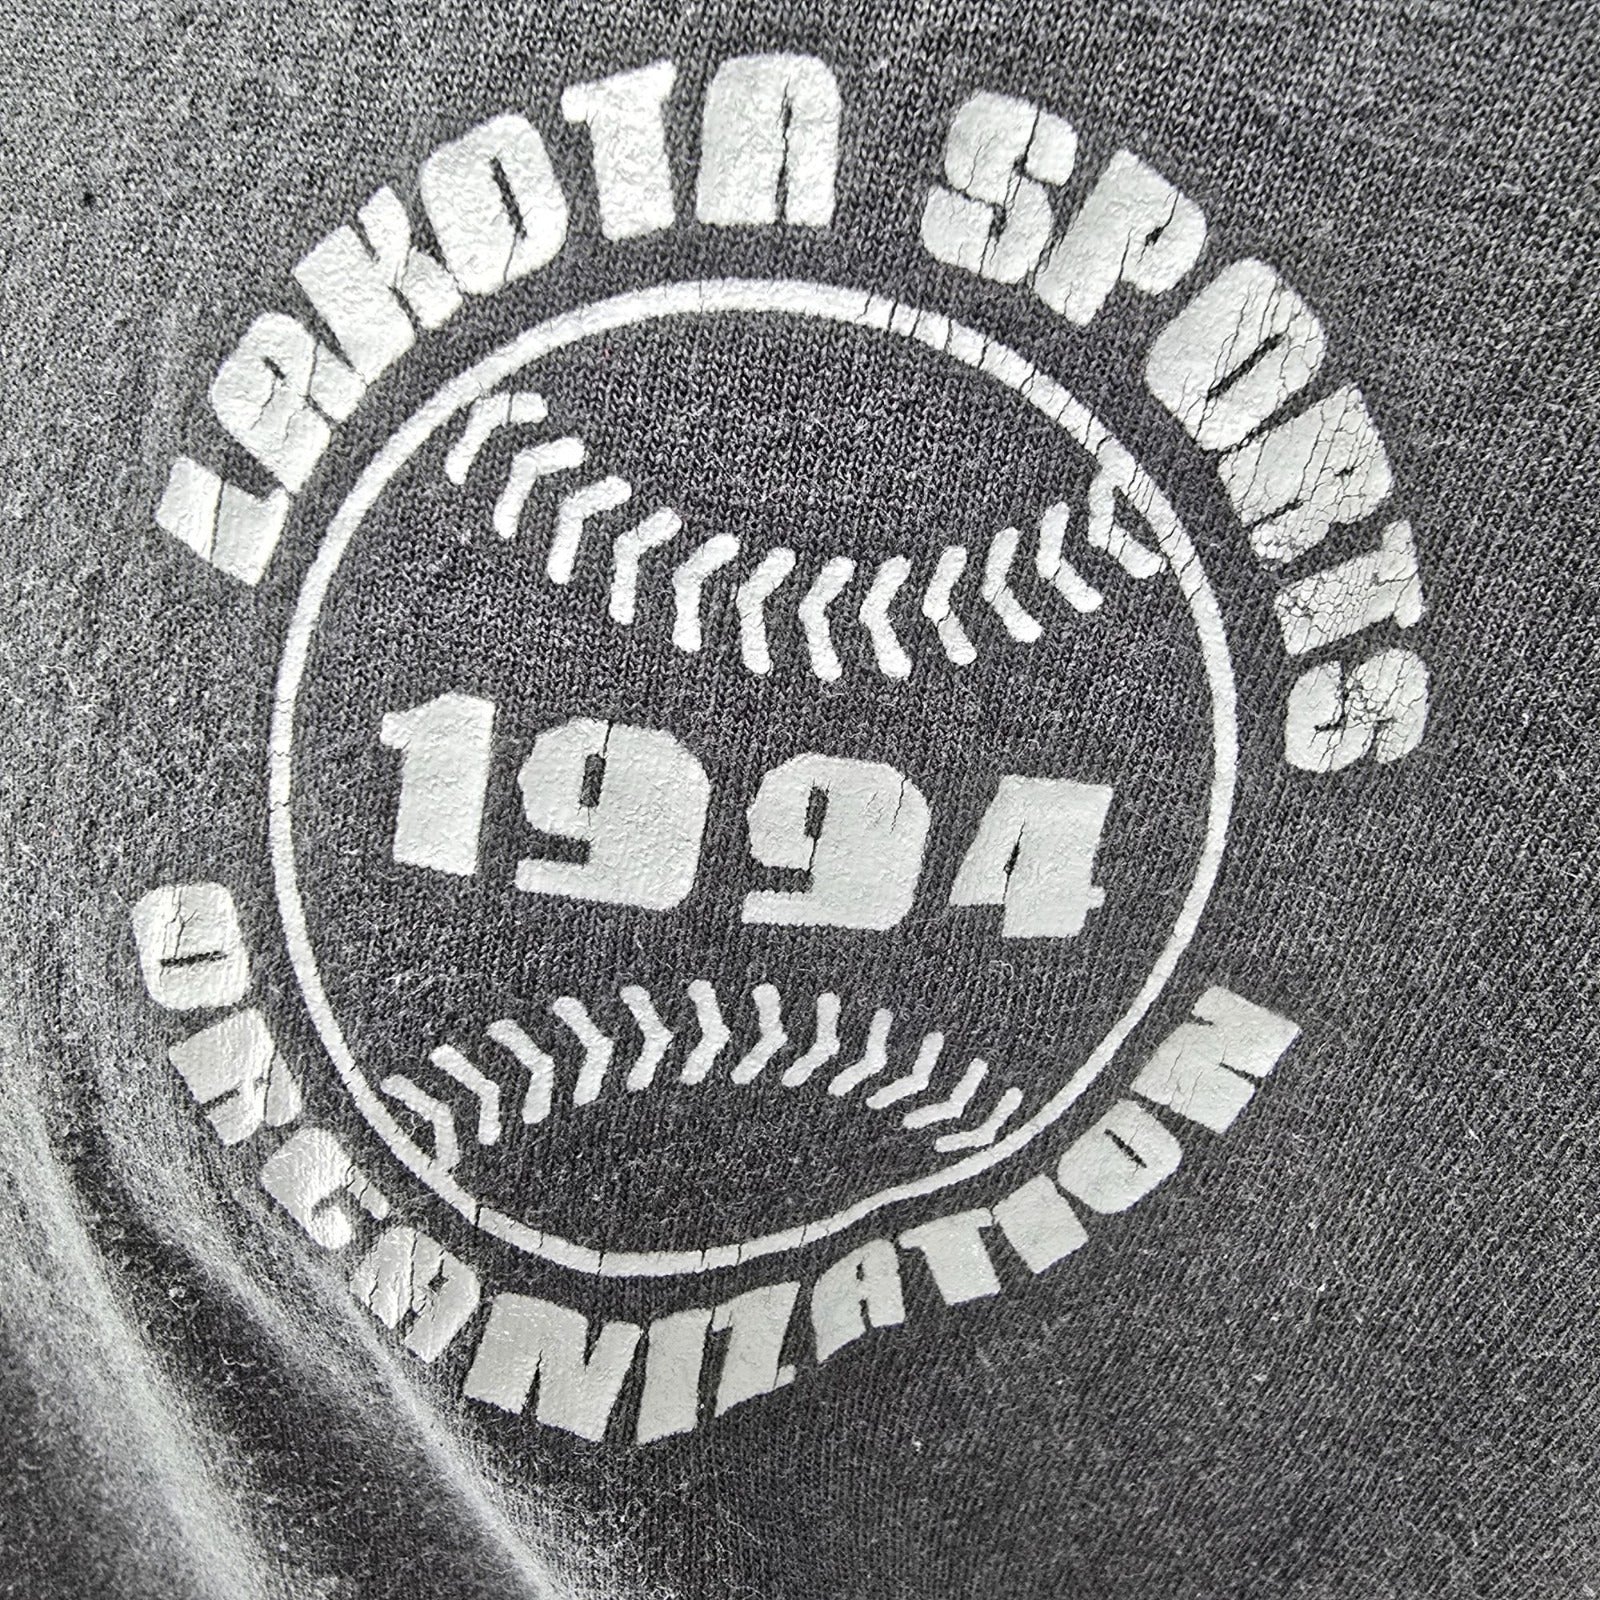 LAKOTA SPORTS
1994
ORGANIZATION